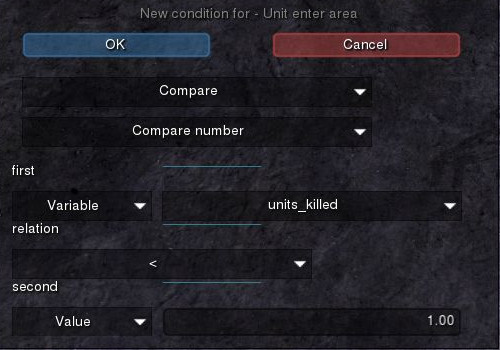 New condition for - Unit enter area
OK Cancel
Compare
Compare number
first
Variable units_killed
relation
<
second
Value 1.00